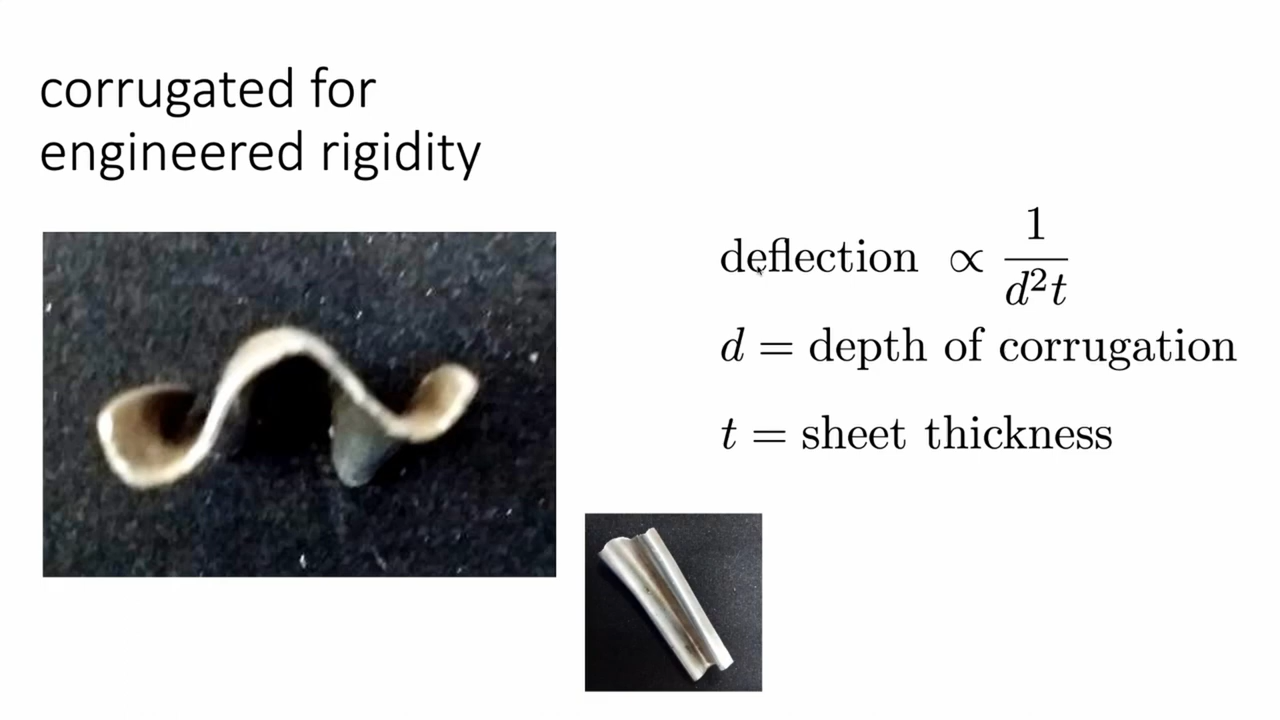 corrugated for
engineered rigidity
deflection ∝ 1/d²t
d = depth of corrugation
t = sheet thickness